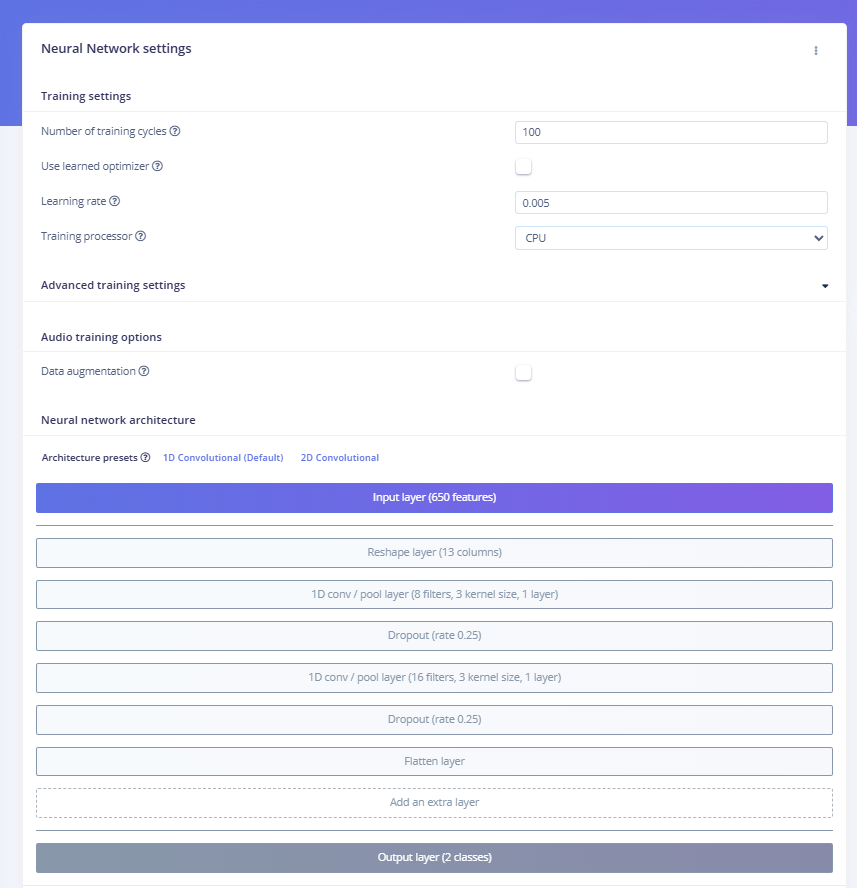 Neural Network settings
Training settings
Number of training cycles
100
Use learned optimizer
Learning rate
0.005
Training processor
CPU
Advanced training settings
Audio training options
Data augmentation
Neural network architecture
Architecture presets 1D Convolutional (Default) 2D Convolutional
Input layer (650 features)
Reshape layer (13 columns)
1D conv / pool layer (8 filters, 3 kernel size, 1 layer)
Dropout (rate 0.25)
1D conv / pool layer (16 filters, 3 kernel size, 1 layer)
Dropout (rate 0.25)
Flatten layer
Add an extra layer
Output layer (2 classes)